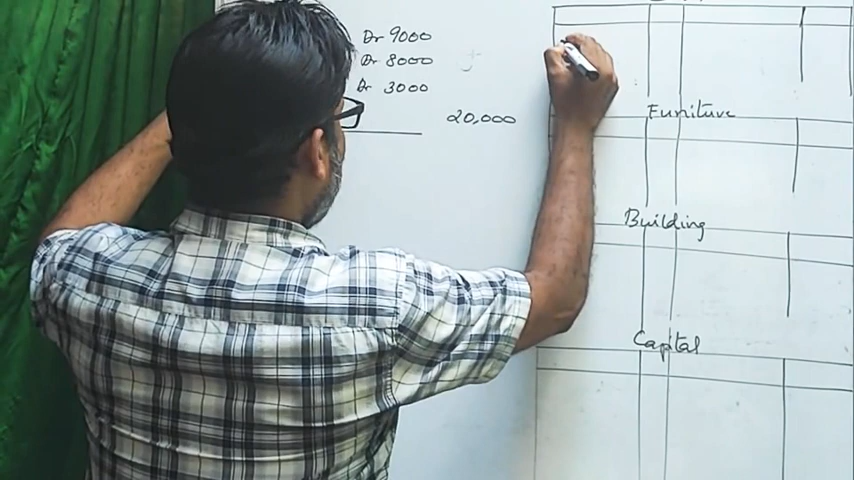 Dr 9000
Dr 8000
Dr 3000
20,000
Furniture
Building
Capital